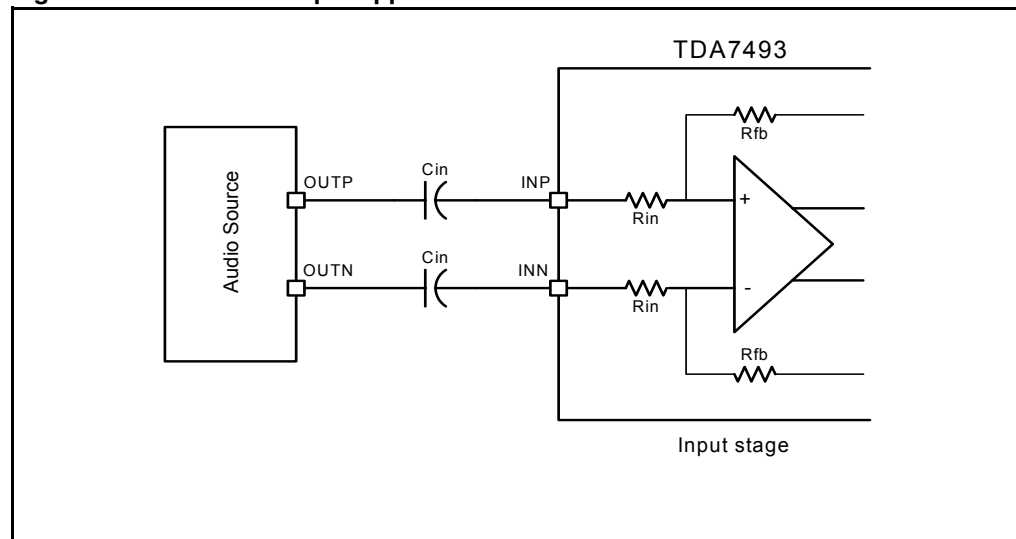 TDA7493
Rfb
Audio Source
OUTP
Cin
INP
Rin
+
OUTN
Cin
INN
Rin
-
Rfb
Input stage